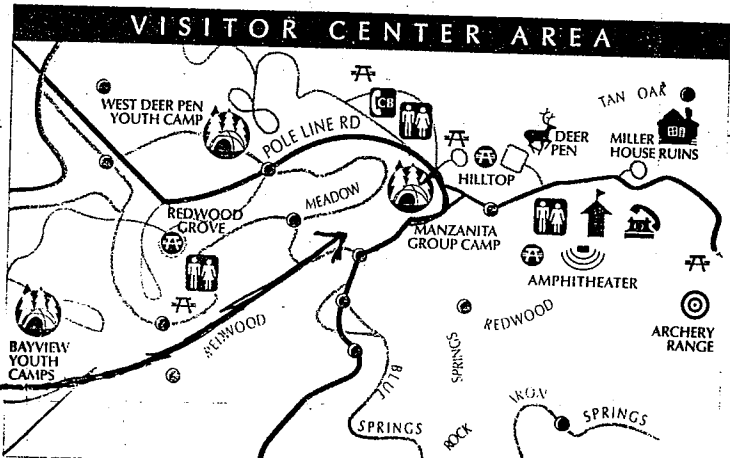 VISITOR CENTER AREA
WEST DEER PEN
YOUTH CAMP
POLE LINE RD
CB
TAN OAK
DEER
PEN
MILLER
HOUSE RUINS
HILLTOP
MEADOW
REDWOOD
GROVE
MANZANITA
GROUP CAMP
AMPHITHEATER
REDWOOD
REDWOOD
SPRINGS
BAYVIEW
YOUTH
CAMPS
ARCHERY
RANGE
BLUE
SPRINGS
ROCK
IRON
SPRINGS